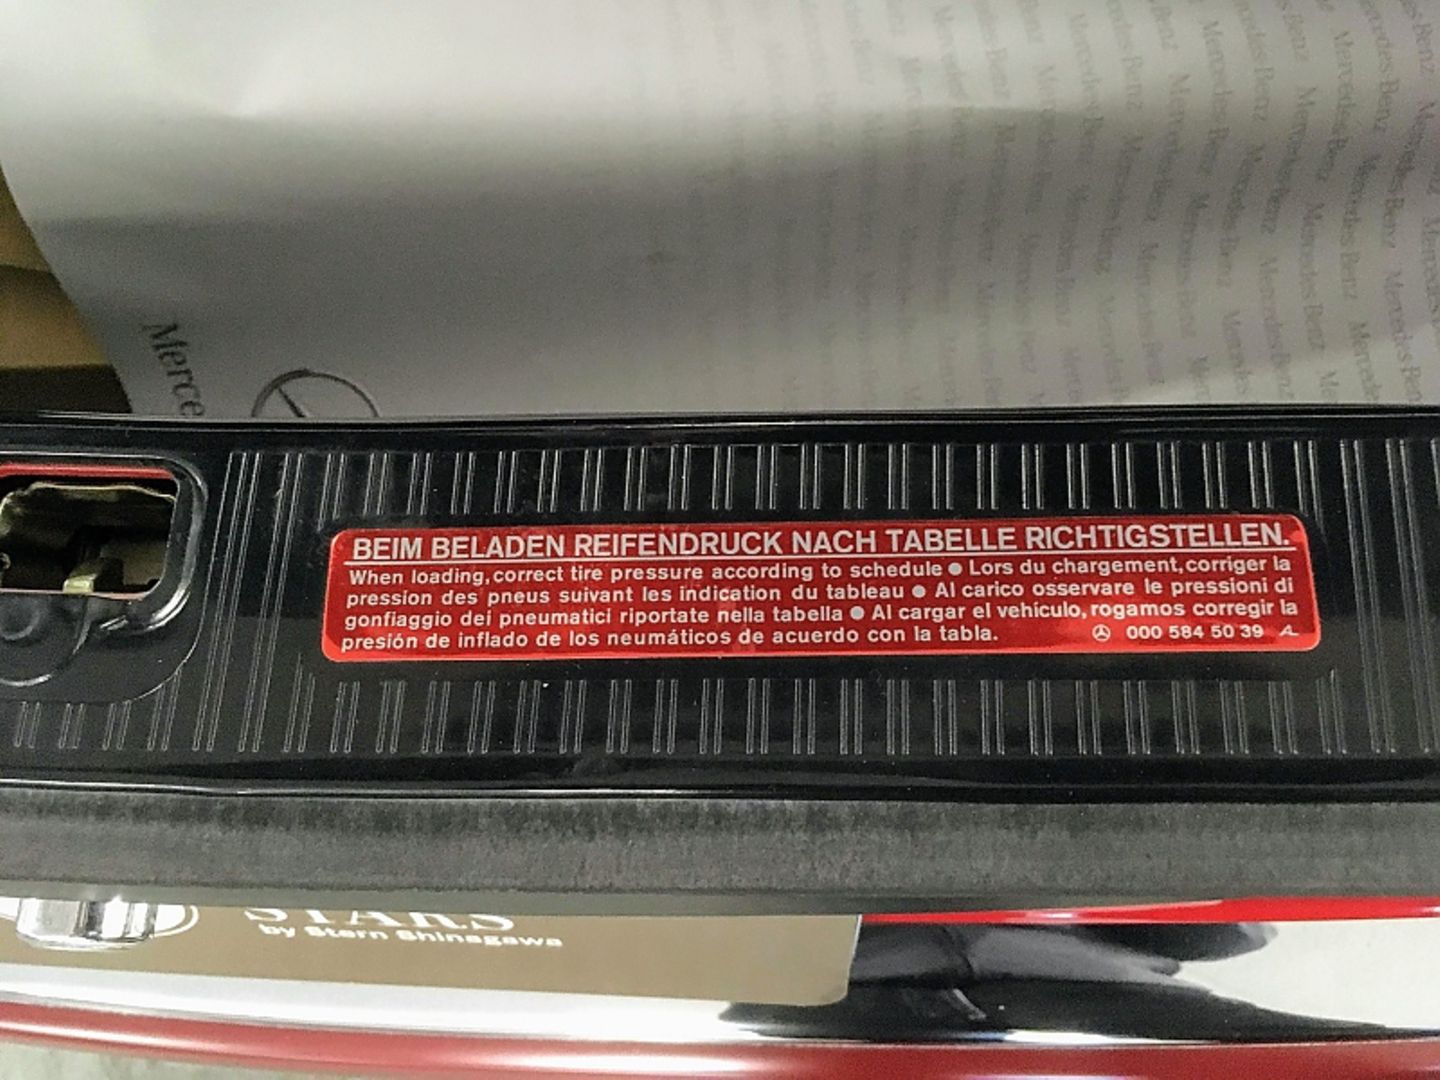 Merce
BEIM BELADEN REIFENDRUCK NACH TABELLE RICHTIGSTELLEN.
When loading, correct tire pressure according to schedule ● Lors du chargement, corriger la
pression des pneus suivant les indication du tableau ● Al carico osservare le pressioni di
gonfiaggio dei pneumatici riportate nella tabella ● Al cargar el vehiculo, rogamos corregir la
presión de inflado de los neumáticos de acuerdo con la tabla. 000 584 50 39 A
STARS
by Stern Shinagawa